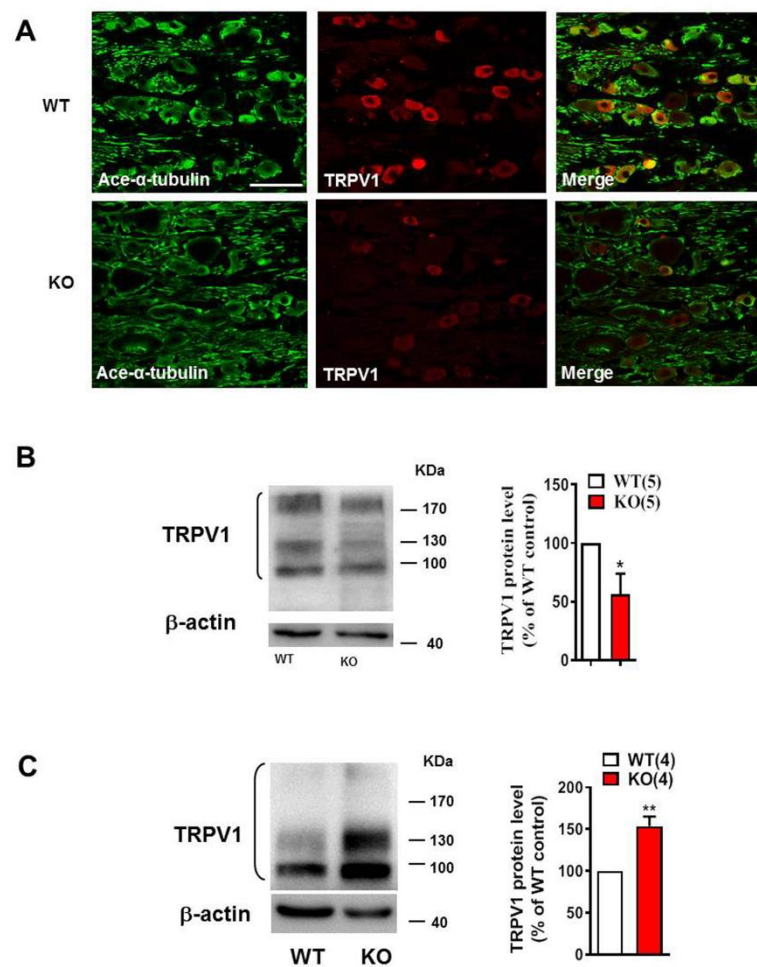 A
WT
Ace-α-tubulin
TRPV1
Merge
KO
Ace-α-tubulin
TRPV1
Merge
B
KDa
TRPV1
170
130
100
β-actin
40
WT
KO
TRPV1 protein level
(% of WT control)
150
100
50
0
WT(5)
KO(5)
*
C
KDa
TRPV1
170
130
100
β-actin
40
WT
KO
TRPV1 protein level
(% of WT control)
200
150
100
50
0
WT(4)
KO(4)
**